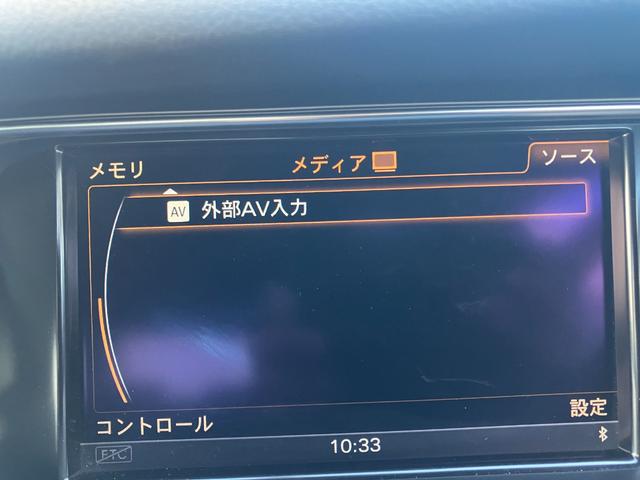 メモリ
メディア
ソース
AV 外部AV入力
コントロール
設定
ETC
10:33